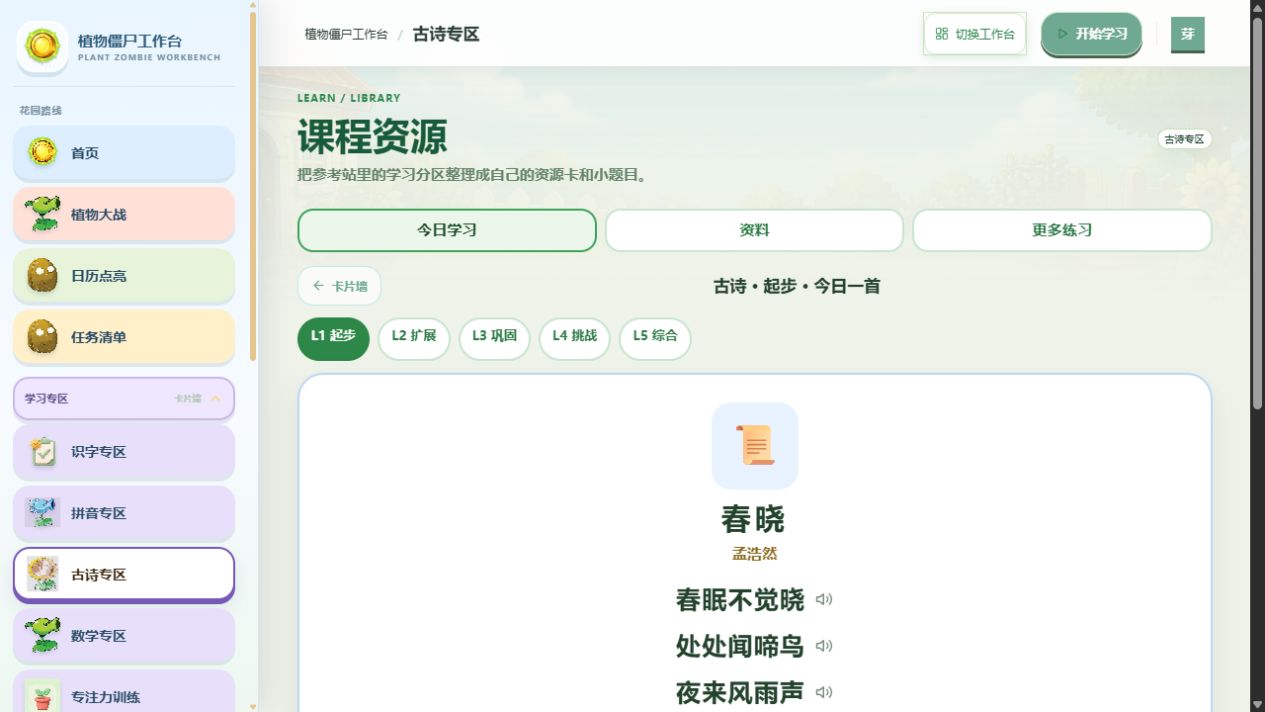 植物僵尸工作台
PLANT ZOMBIE WORKBENCH
花园路线
首页
植物大战
日历点亮
任务清单
学习专区 卡片墙
识字专区
拼音专区
古诗专区
数学专区
专注力训练
植物僵尸工作台 / 古诗专区
切换工作台
开始学习
芽
LEARN / LIBRARY
课程资源
古诗专区
把参考站里的学习分区整理成自己的资源卡和小题目。
今日学习 资料 更多练习
← 卡片墙
古诗·起步·今日一首
L1 起步 L2 扩展 L3 巩固 L4 挑战 L5 综合
春晓
孟浩然
春眠不觉晓
处处闻啼鸟
夜来风雨声